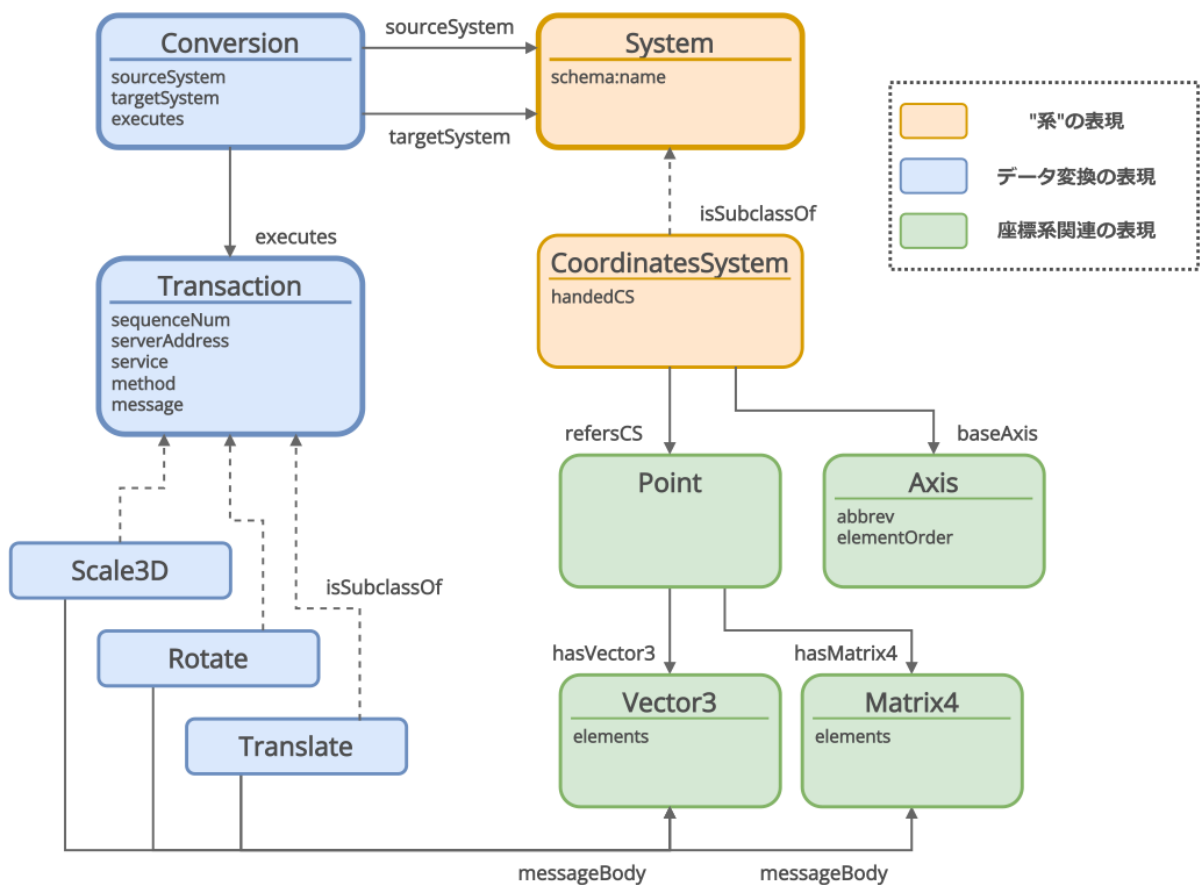 Conversion
sourceSystem
targetSystem
executes
sourceSystem
targetSystem
System
schema:name
"系"の表現
データ変換の表現
座標系関連の表現
executes
isSubclassOf
Transaction
sequenceNum
serverAddress
service
method
message
CoordinatesSystem
handedCS
refersCS
baseAxis
Point
Axis
abbrev
elementOrder
Scale3D
isSubclassOf
Rotate
Translate
hasVector3
hasMatrix4
Vector3
elements
Matrix4
elements
messageBody
messageBody